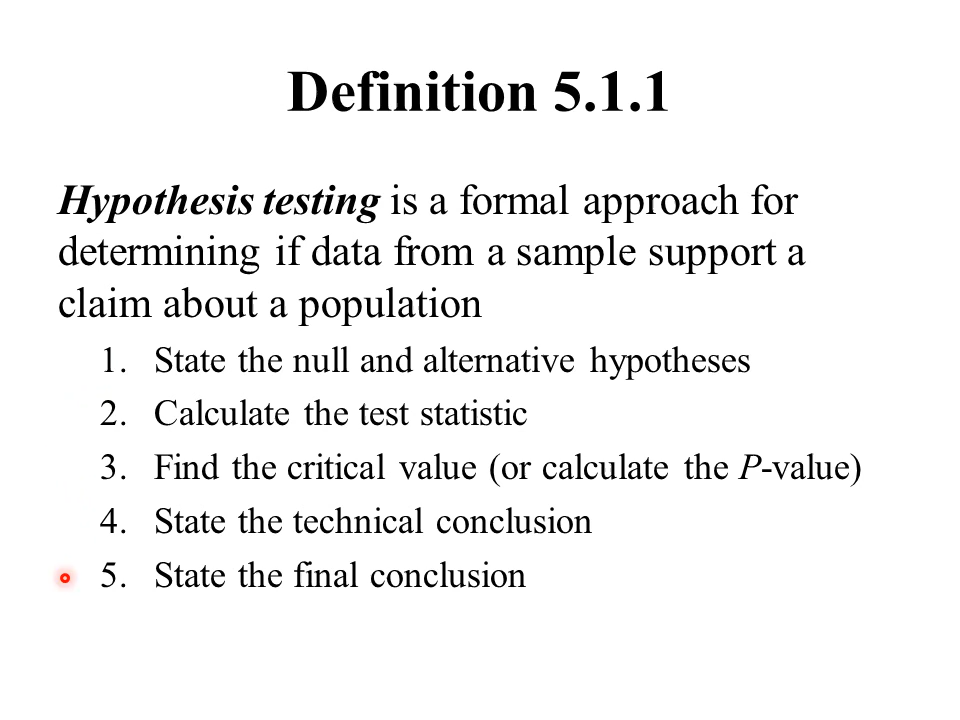 Definition 5.1.1
Hypothesis testing is a formal approach for
determining if data from a sample support a
claim about a population
1. State the null and alternative hypotheses
2. Calculate the test statistic
3. Find the critical value (or calculate the P-value)
4. State the technical conclusion
5. State the final conclusion